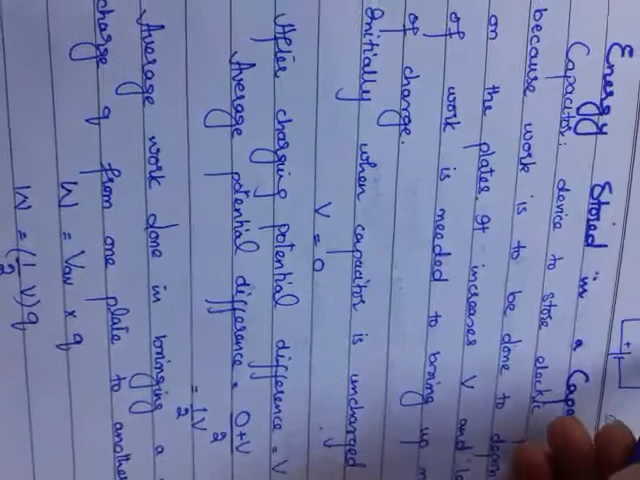 Energy Stored in a
Capacitor: device to store electric
because work is to be done to
on the plates. It increases V and
of work is needed to bring up
of charge.
Initially when capacitor is uncharged
V = 0
After charging potential difference = V
Average potential difference = 0+V
2
= 1/2 V
Average work done in bringing a
charge q from one plate to another
W = Vav x q
W = (1/2 V) q